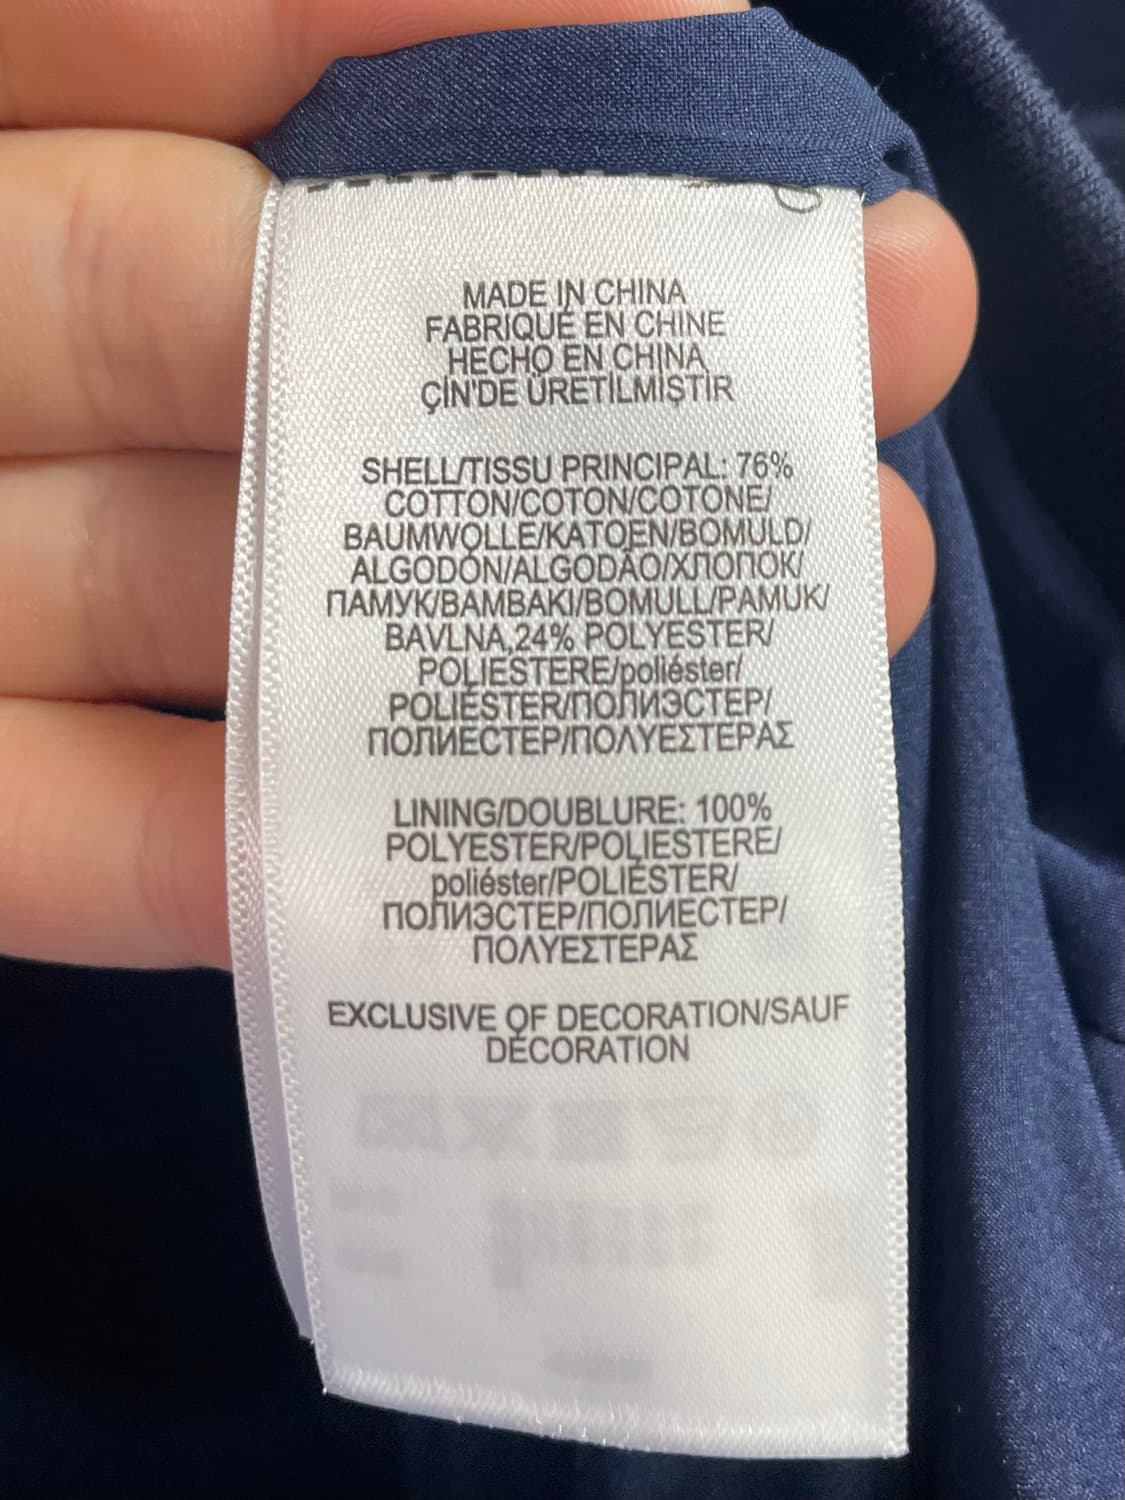 MADE IN CHINA
FABRIQUÉ EN CHINE
HECHO EN CHINA
ÇİN'DE ÜRETİLMİŞTİR
SHELL/TISSU PRINCIPAL: 76%
COTTON/COTON/COTONE/
BAUMWOLLE/KATOEN/BOMULD/
ALGODÓN/ALGODÃO/ХЛОПОК/
ПАМУК/ΒΑΜΒΑΚΙ/BOMULL/PAMUK/
BAVLNA,24% POLYESTER/
POLIESTERE/poliéster/
POLIÉSTER/ПОЛИЭСТЕР/
ПОЛИЕСТЕР/ΠΟΛΥΕΣΤΕΡΑΣ
LINING/DOUBLURE: 100%
POLYESTER/POLIESTERE/
poliéster/POLIÉSTER/
ПОЛИЭСТЕР/ПОЛИЕСТЕР/
ΠΟΛΥΕΣΤΕΡΑΣ
EXCLUSIVE OF DECORATION/SAUF
DÉCORATION